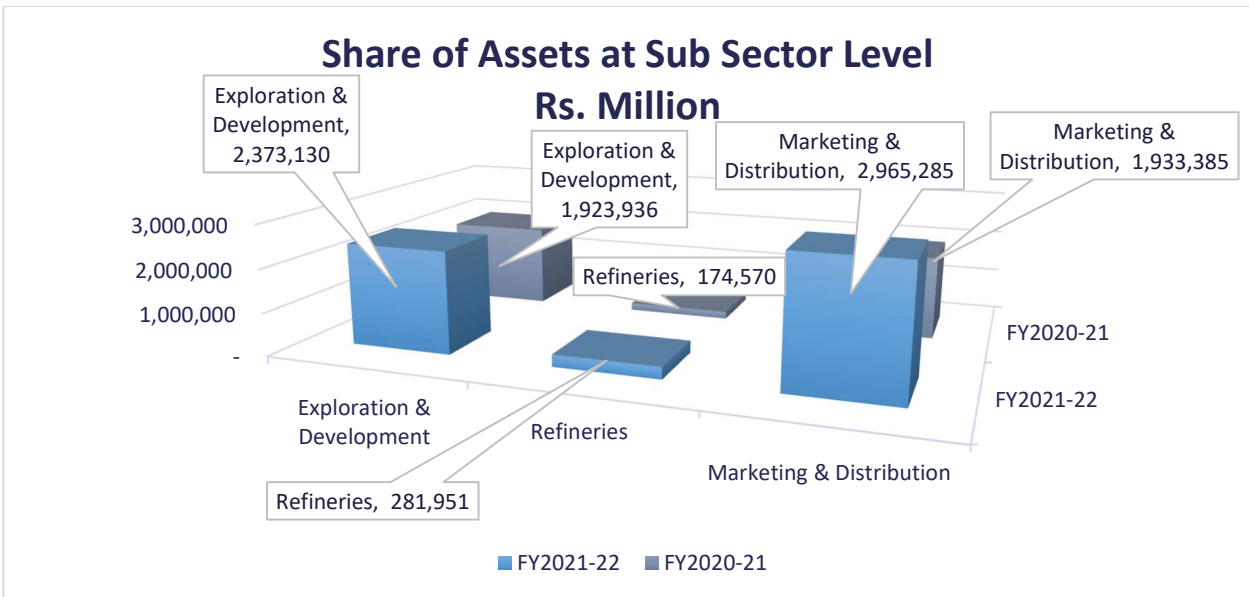 Share of Assets at Sub Sector Level
Rs. Million
Exploration &
Development,
2,373,130
Exploration &
Development,
1,923,936
Marketing &
Distribution, 2,965,285
Marketing &
Distribution, 1,933,385
Refineries, 174,570
3,000,000
2,000,000
1,000,000
-
FY2020-21
FY2021-22
Exploration &
Development
Refineries
Marketing & Distribution
Refineries, 281,951
FY2021-22 FY2020-21